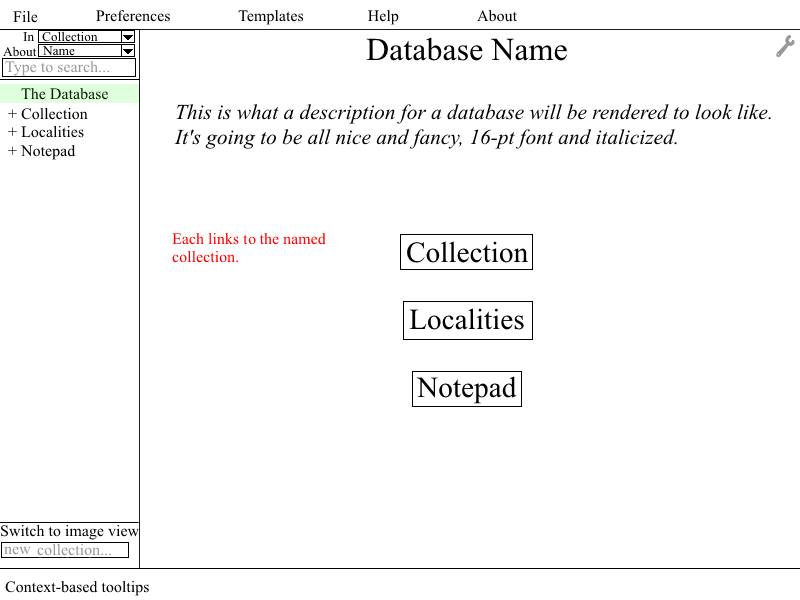 File Preferences Templates Help About
In Collection
About Name
Type to search...
The Database
+ Collection
+ Localities
+ Notepad
Switch to image view
new collection...
Database Name
This is what a description for a database will be rendered to look like.
It's going to be all nice and fancy, 16-pt font and italicized.
Each links to the named
collection.
Collection
Localities
Notepad
Context-based tooltips